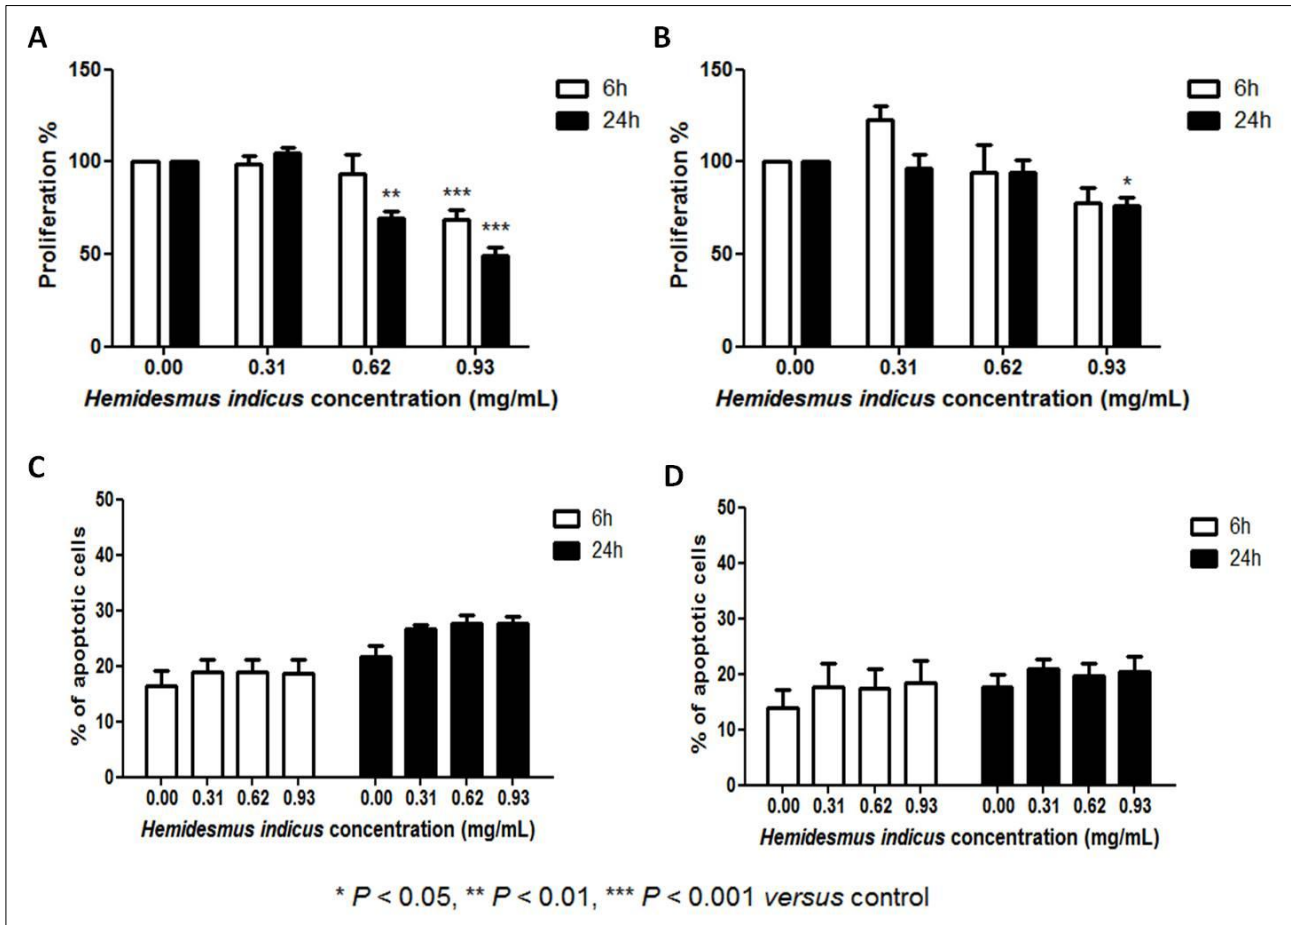 A
150
100
50
0
Proliferation %
6h
24h
**
***
***
0.00 0.31 0.62 0.93
Hemidesmus indicus concentration (mg/mL)
B
150
100
50
0
Proliferation %
6h
24h
*
0.00 0.31 0.62 0.93
Hemidesmus indicus concentration (mg/mL)
C
50
40
30
20
10
0
% of apoptotic cells
6h
24h
0.00 0.31 0.62 0.93 0.00 0.31 0.62 0.93
Hemidesmus indicus concentration (mg/mL)
D
50
40
30
20
10
0
% of apoptotic cells
6h
24h
0.00 0.31 0.62 0.93 0.00 0.31 0.62 0.93
Hemidesmus indicus concentration (mg/mL)
* P < 0.05, ** P < 0.01, *** P < 0.001 versus control